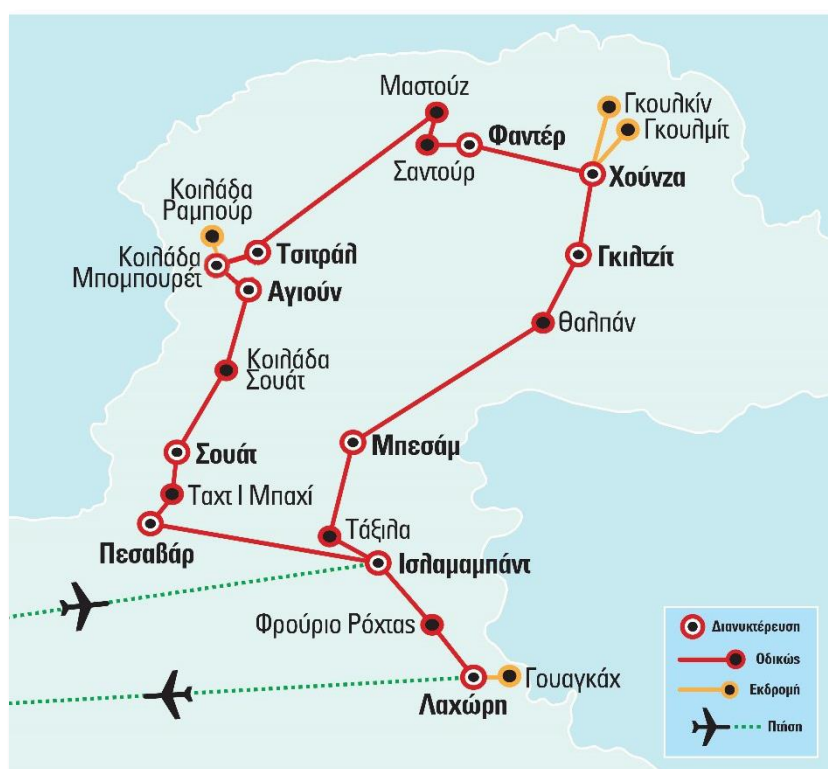 Μαστούζ
Φαντέρ
Σαντούρ
Γκουλκίν
Γκουλμίτ
Χούνζα
Κοιλάδα
Ραμπούρ
Κοιλάδα
Μπομπουρέτ
Τσιτράλ
Αγιούν
Γκιλτζίτ
Θαλπάν
Κοιλάδα
Σουάτ
Σουάτ
Μπεσάμ
Ταχτ Ι Μπαχί
Πεσαβάρ
Τάξιλα
Ισλαμαμπάντ
Φρούριο Ρόχτας
Γουαγκάχ
Λαχώρη
Διανυκτέρευση
Οδικώς
Εκδρομή
Πτήση